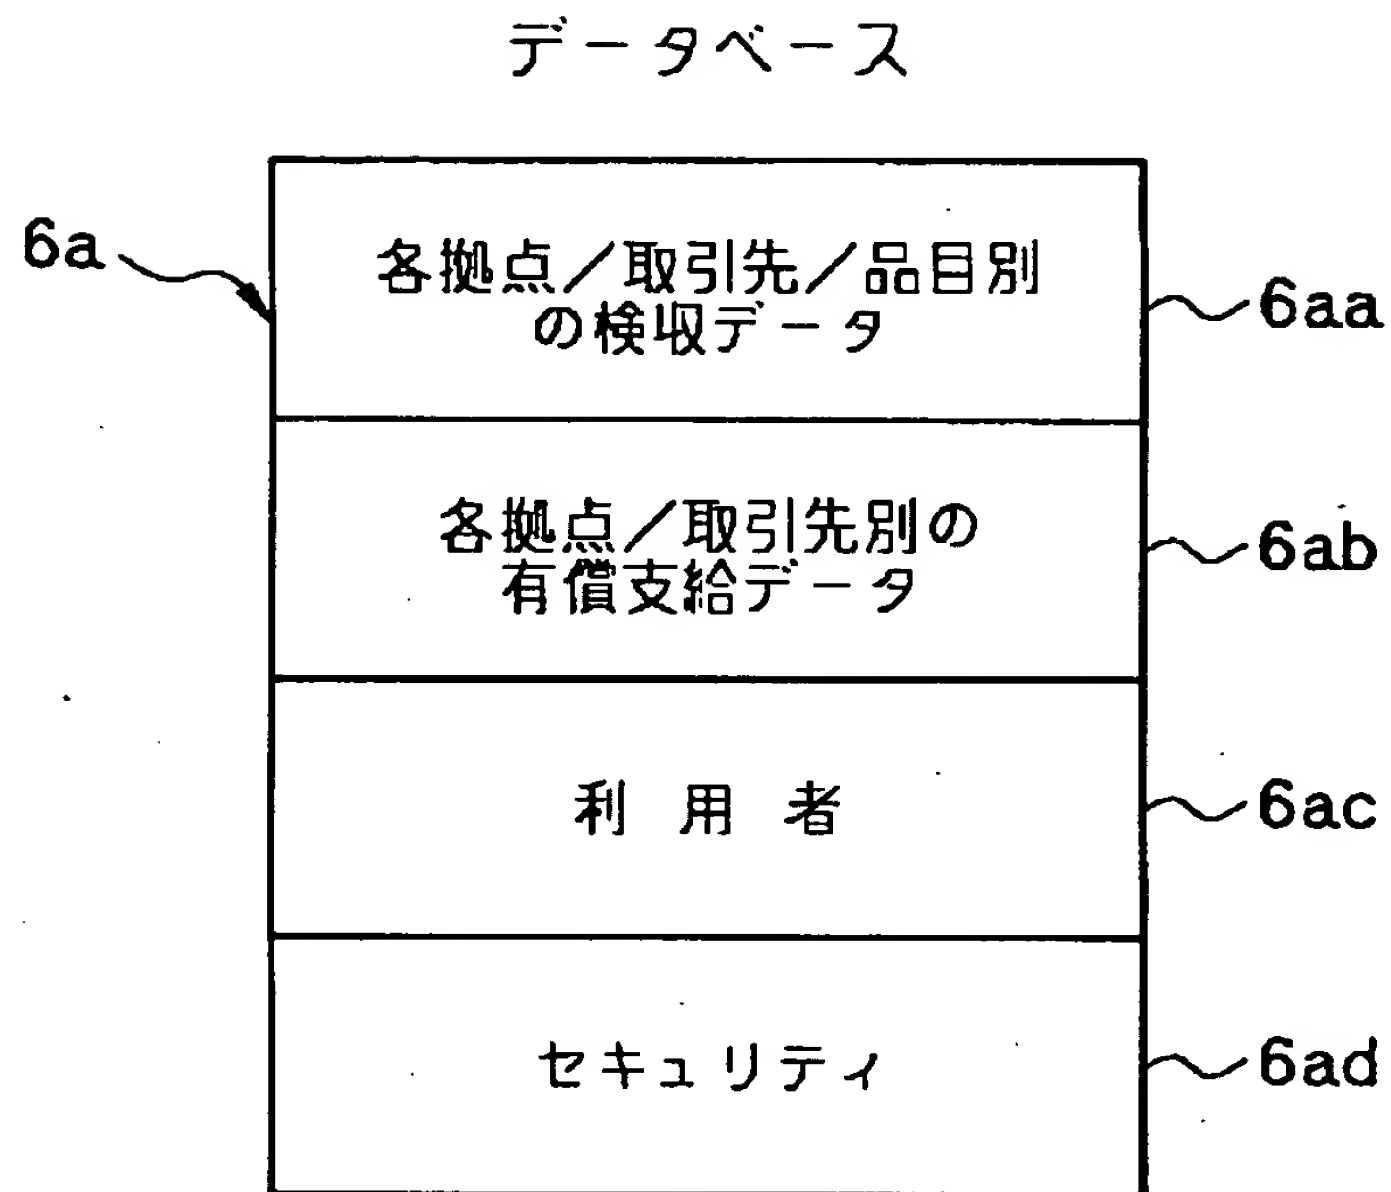 データベース
6a
各拠点／取引先／品目別
の検収データ
6aa
各拠点／取引先別の
有償支給データ
6ab
利用者
6ac
セキュリティ
6ad